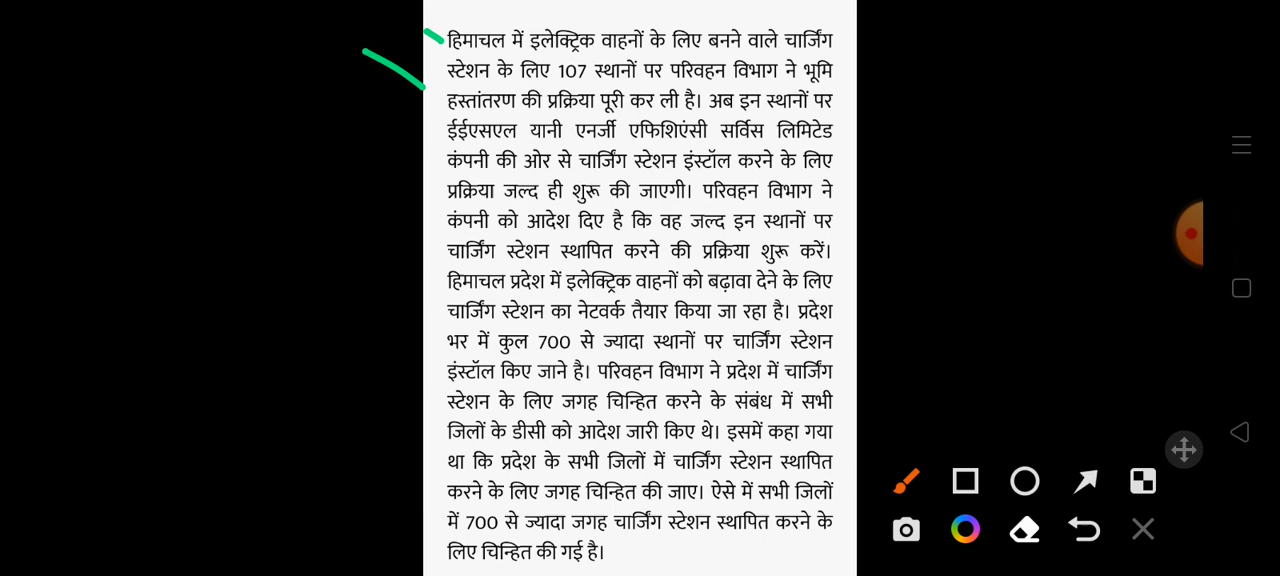 हिमाचल में इलेक्ट्रिक वाहनों के लिए बनने वाले चार्जिंग
स्टेशन के लिए 107 स्थानों पर परिवहन विभाग ने भूमि
हस्तांतरण की प्रक्रिया पूरी कर ली है। अब इन स्थानों पर
ईईएसएल यानी एनर्जी एफिशिएंसी सर्विस लिमिटेड
कंपनी की ओर से चार्जिंग स्टेशन इंस्टॉल करने के लिए
प्रक्रिया जल्द ही शुरू की जाएगी। परिवहन विभाग ने
कंपनी को आदेश दिए है कि वह जल्द इन स्थानों पर
चार्जिंग स्टेशन स्थापित करने की प्रक्रिया शुरू करें।
हिमाचल प्रदेश में इलेक्ट्रिक वाहनों को बढ़ावा देने के लिए
चार्जिंग स्टेशन का नेटवर्क तैयार किया जा रहा है। प्रदेश
भर में कुल 700 से ज्यादा स्थानों पर चार्जिंग स्टेशन
इंस्टॉल किए जाने है। परिवहन विभाग ने प्रदेश में चार्जिंग
स्टेशन के लिए जगह चिन्हित करने के संबंध में सभी
जिलों के डीसी को आदेश जारी किए थे। इसमें कहा गया
था कि प्रदेश के सभी जिलों में चार्जिंग स्टेशन स्थापित
करने के लिए जगह चिन्हित की जाए। ऐसे में सभी जिलों
में 700 से ज्यादा जगह चार्जिंग स्टेशन स्थापित करने के
लिए चिन्हित की गई है।